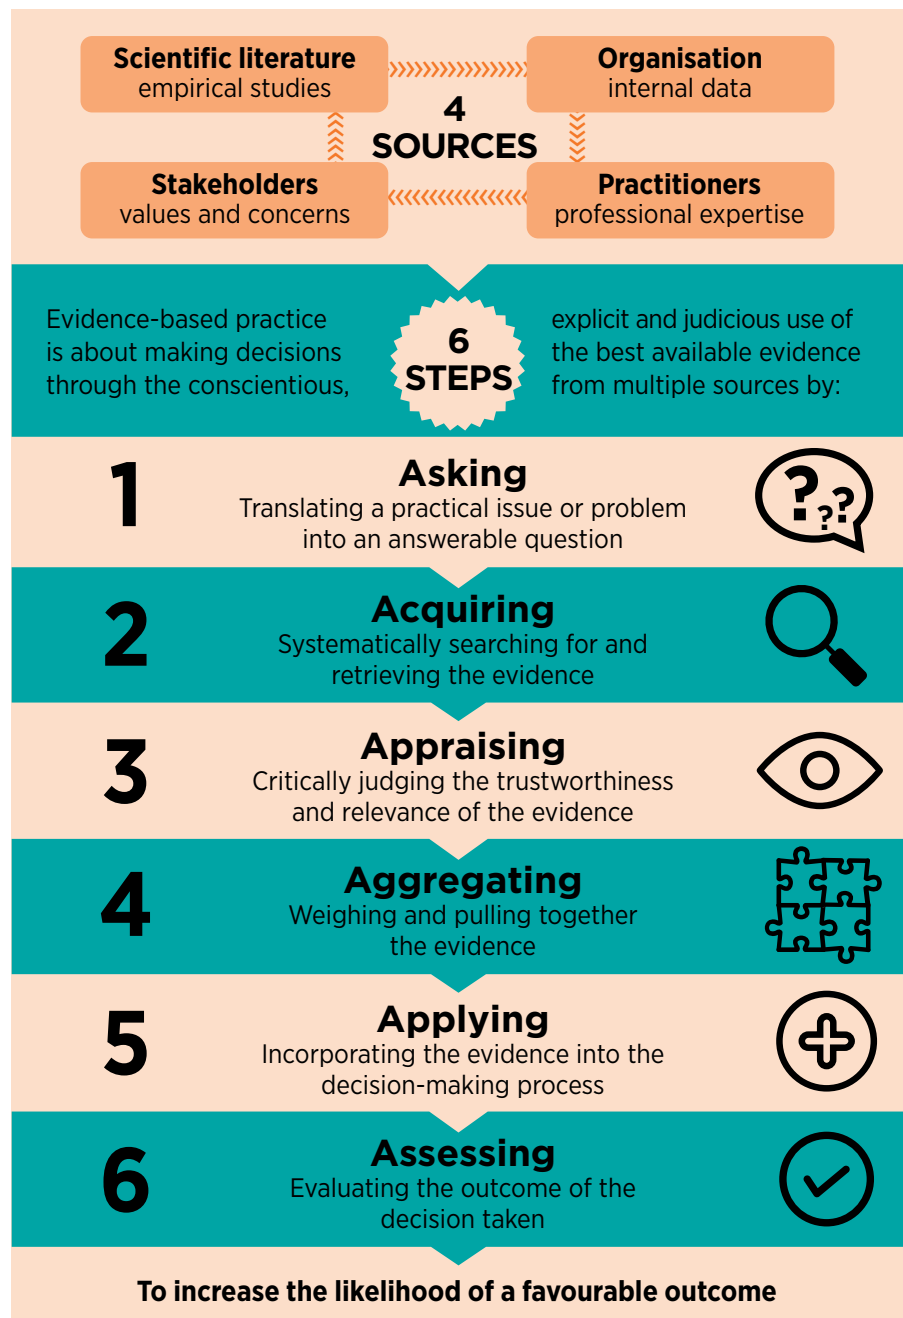 Scientific literature
empirical studies
Organisation
internal data
4
SOURCES
Stakeholders
values and concerns
Practitioners
professional expertise
Evidence-based practice
is about making decisions
through the conscientious,
6
STEPS
explicit and judicious use of
the best available evidence
from multiple sources by:
1
Asking
Translating a practical issue or problem
into an answerable question
? ? ? ?
2
Acquiring
Systematically searching for and
retrieving the evidence
3
Appraising
Critically judging the trustworthiness
and relevance of the evidence
4
Aggregating
Weighing and pulling together
the evidence
5
Applying
Incorporating the evidence into the
decision-making process
6
Assessing
Evaluating the outcome of the
decision taken
To increase the likelihood of a favourable outcome